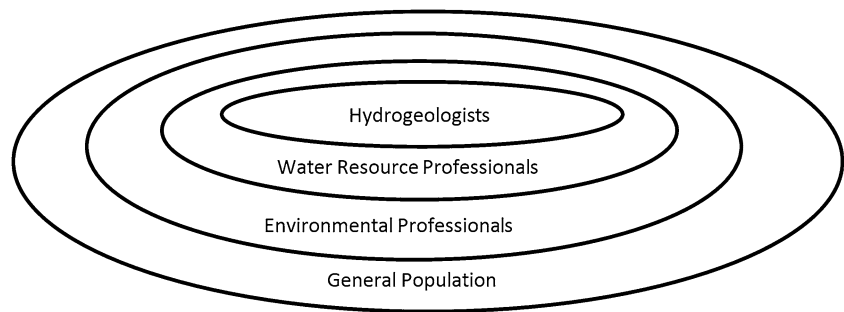 Hydrogeologists
Water Resource Professionals
Environmental Professionals
General Population